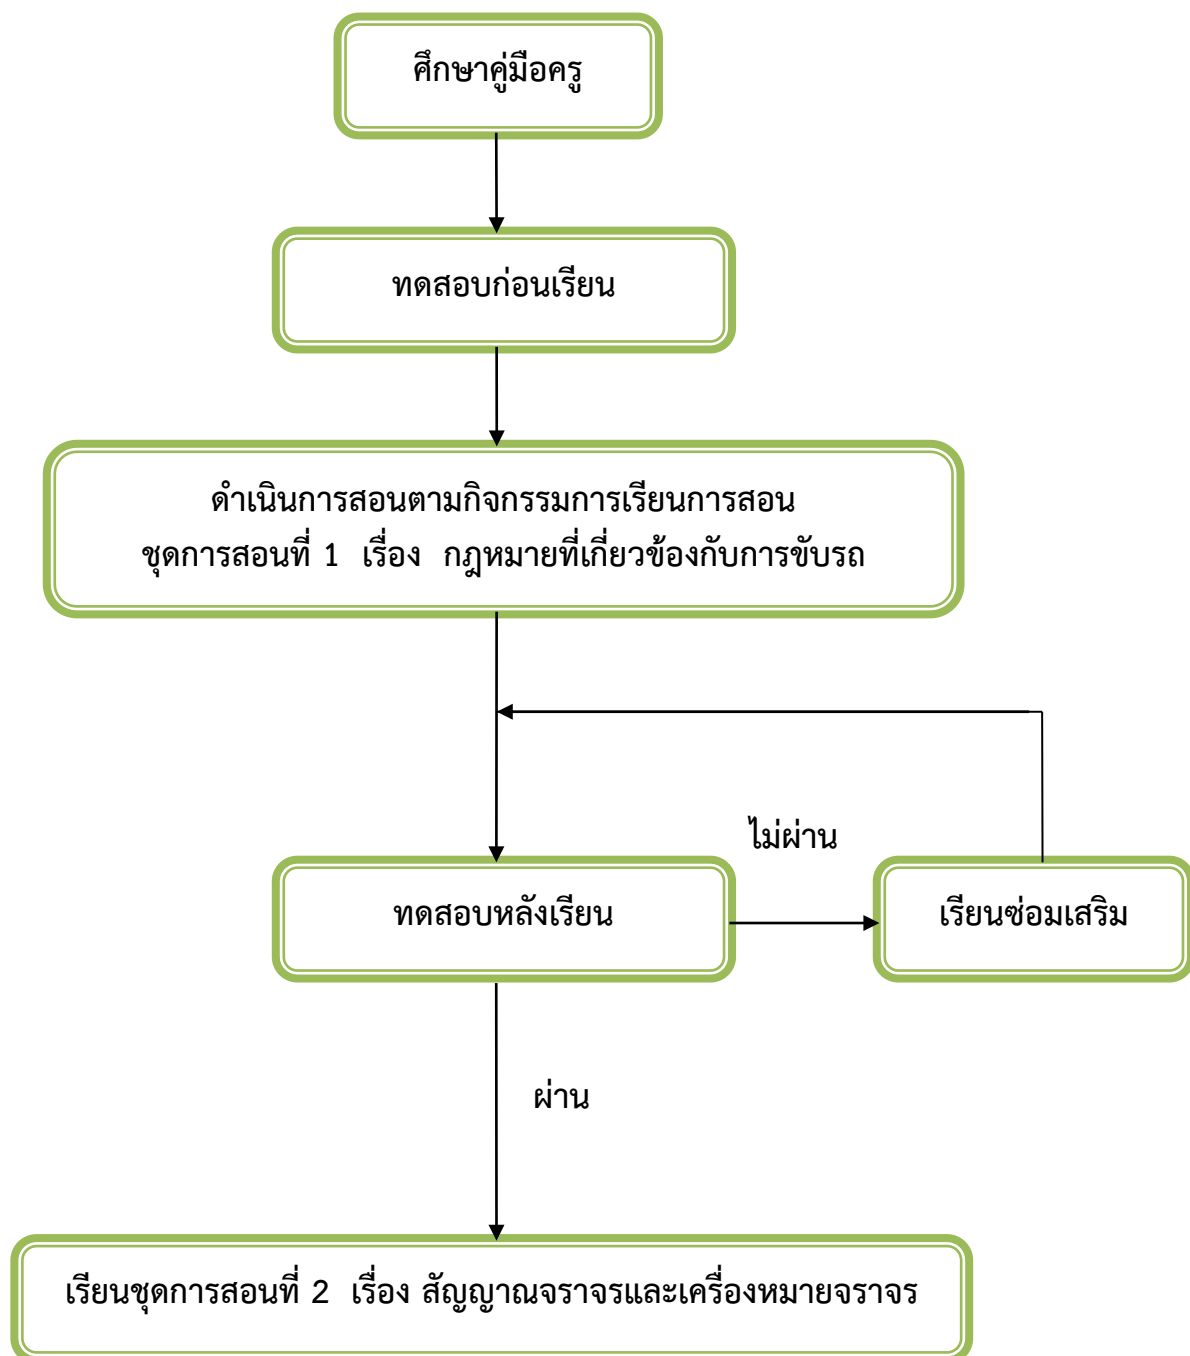 ศึกษาคู่มือครู
ทดสอบก่อนเรียน
ดำเนินการสอนตามกิจกรรมการเรียนการสอน
ชุดการสอนที่ 1 เรื่อง กฎหมายที่เกี่ยวข้องกับการขับรถ
ไม่ผ่าน
ทดสอบหลังเรียน
เรียนซ่อมเสริม
ผ่าน
เรียนชุดการสอนที่ 2 เรื่อง สัญญาณจราจรและเครื่องหมายจราจร